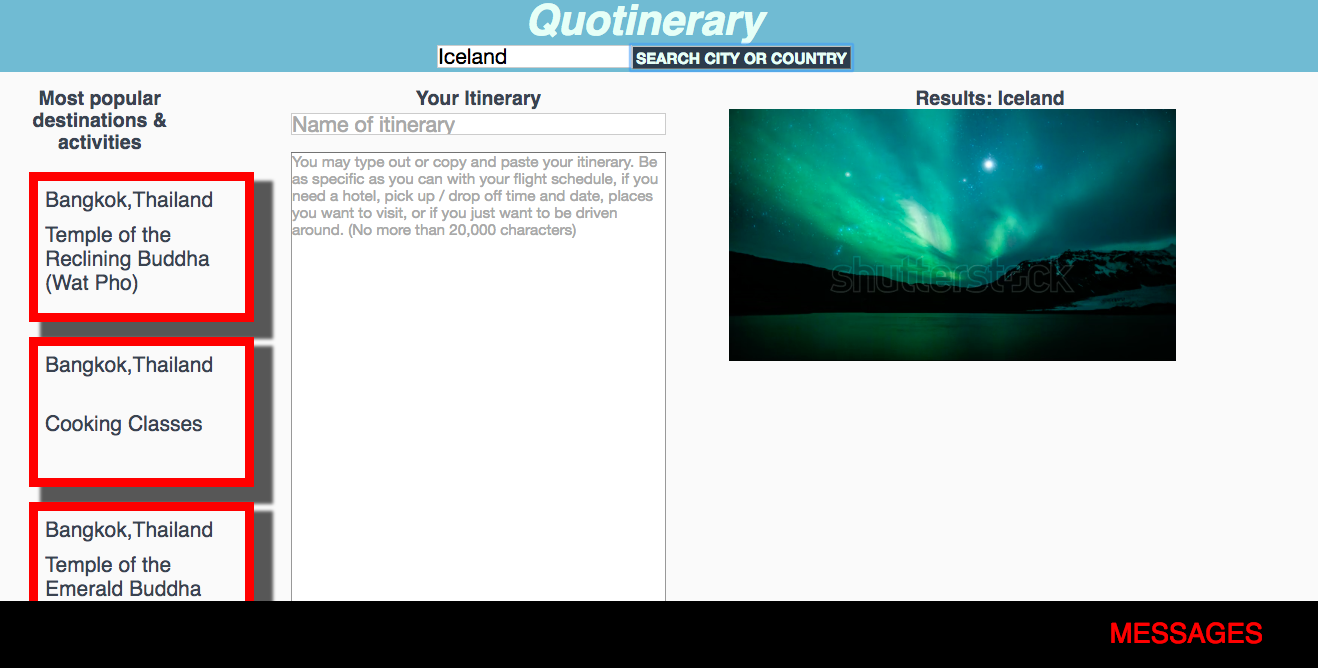 Quotinerary
Iceland
SEARCH CITY OR COUNTRY
Most popular
destinations &
activities
Bangkok,Thailand
Temple of the
Reclining Buddha
(Wat Pho)
Bangkok,Thailand
Cooking Classes
Bangkok,Thailand
Temple of the
Emerald Buddha
Your Itinerary
Name of itinerary
You may type out or copy and paste your itinerary. Be
as specific as you can with your flight schedule, if you
need a hotel, pick up / drop off time and date, places
you want to visit, or if you just want to be driven
around. (No more than 20,000 characters)
Results: Iceland
shutterstock
MESSAGES